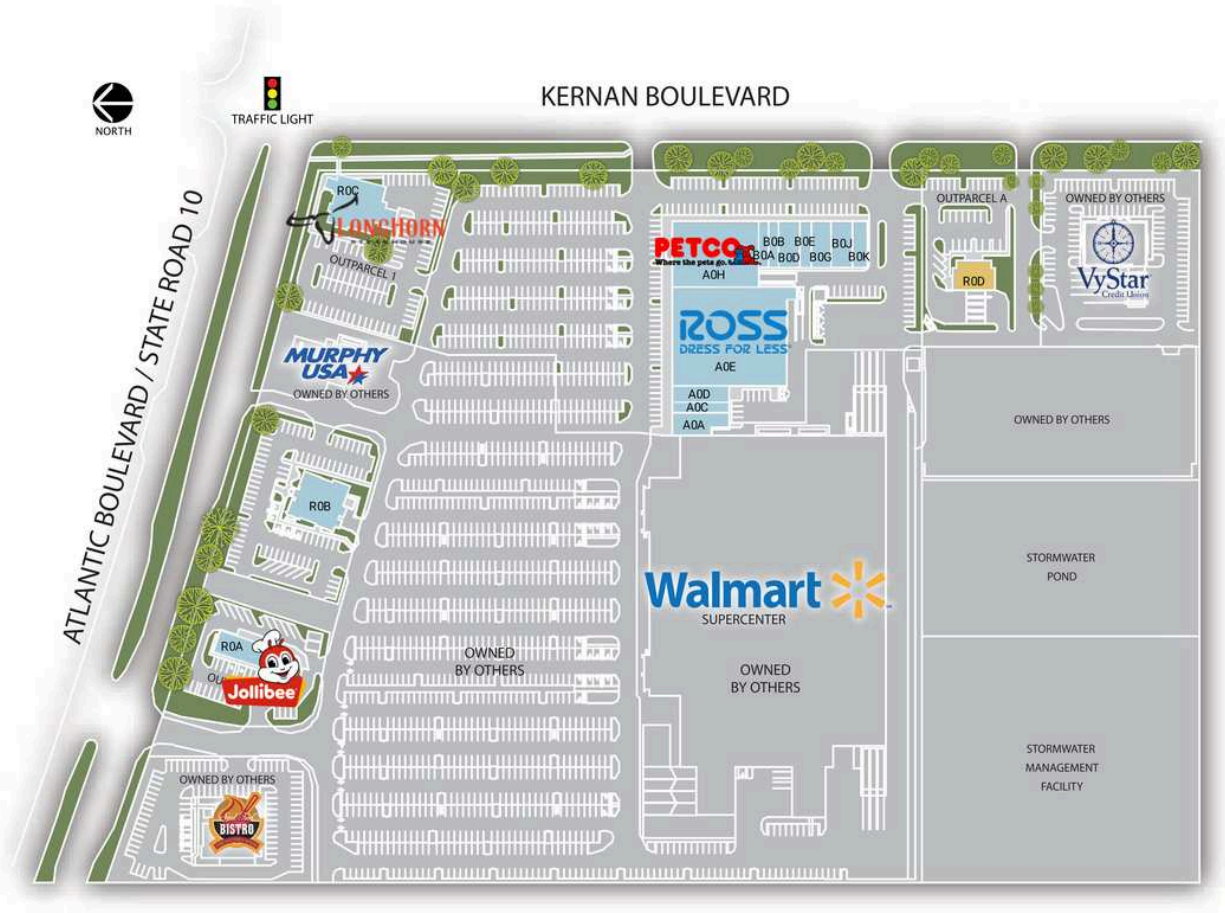 KERNAN BOULEVARD
NORTH
TRAFFIC LIGHT
ATLANTIC BOULEVARD / STATE ROAD 10
R0C
LONGHORN
OUTPARCEL 1
MURPHY
USA
OWNED BY OTHERS
R0B
R0A
OU
Jollibee
OWNED BY OTHERS
BISTRO
OWNED
BY OTHERS
PETCO
Where the pets go.
A0H
B0A
B0B
B0D
B0E
B0G
B0J
B0K
ROSS
DRESS FOR LESS
A0E
A0D
A0C
A0A
Walmart
SUPERCENTER
OWNED
BY OTHERS
OUTPARCEL A
R0D
OWNED BY OTHERS
VyStar
Credit Union
OWNED BY OTHERS
STORMWATER
POND
STORMWATER
MANAGEMENT
FACILITY